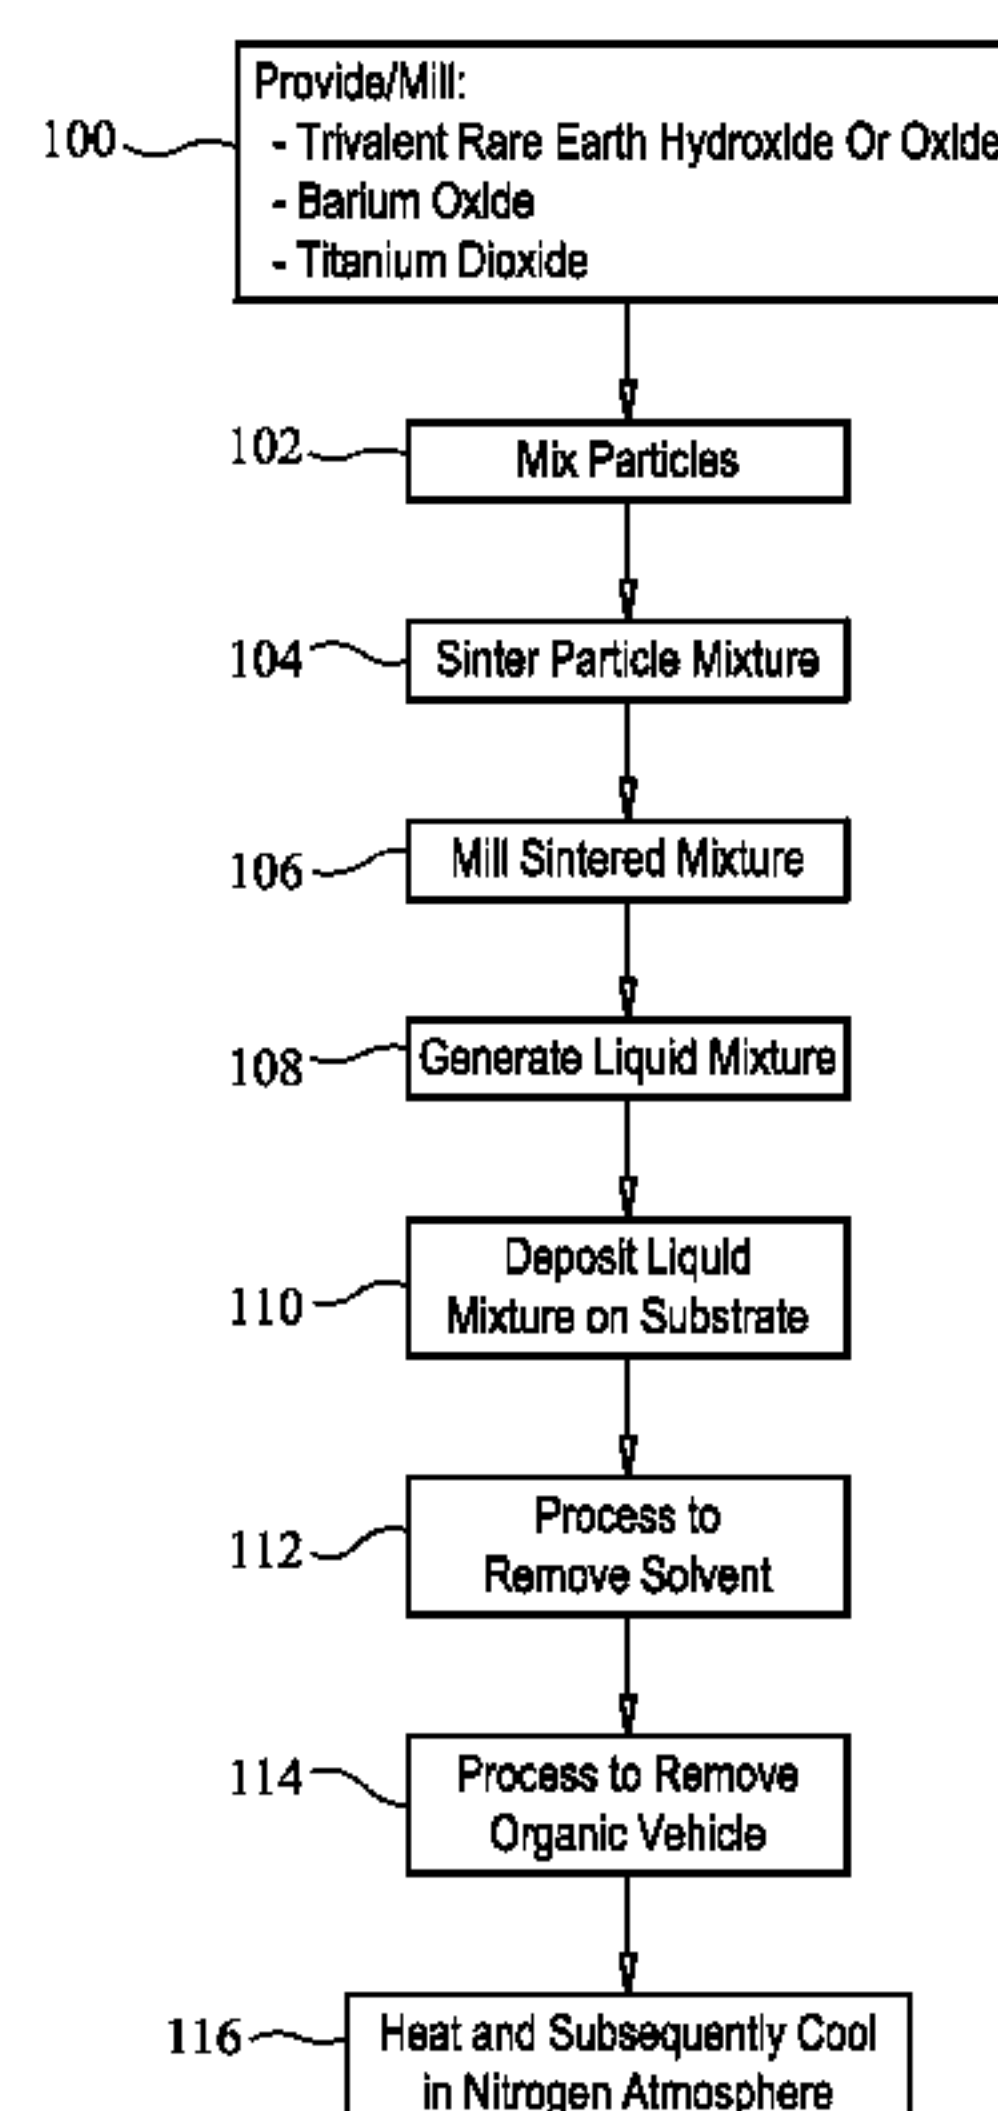 Provide/Mill:
100
- Trivalent Rare Earth Hydroxide Or Oxide
- Barium Oxide
- Titanium Dioxide
102
Mix Particles
104
Sinter Particle Mixture
106
Mill Sintered Mixture
108
Generate Liquid Mixture
110
Deposit Liquid
Mixture on Substrate
112
Process to
Remove Solvent
114
Process to Remove
Organic Vehicle
116
Heat and Subsequently Cool
in Nitrogen Atmosphere